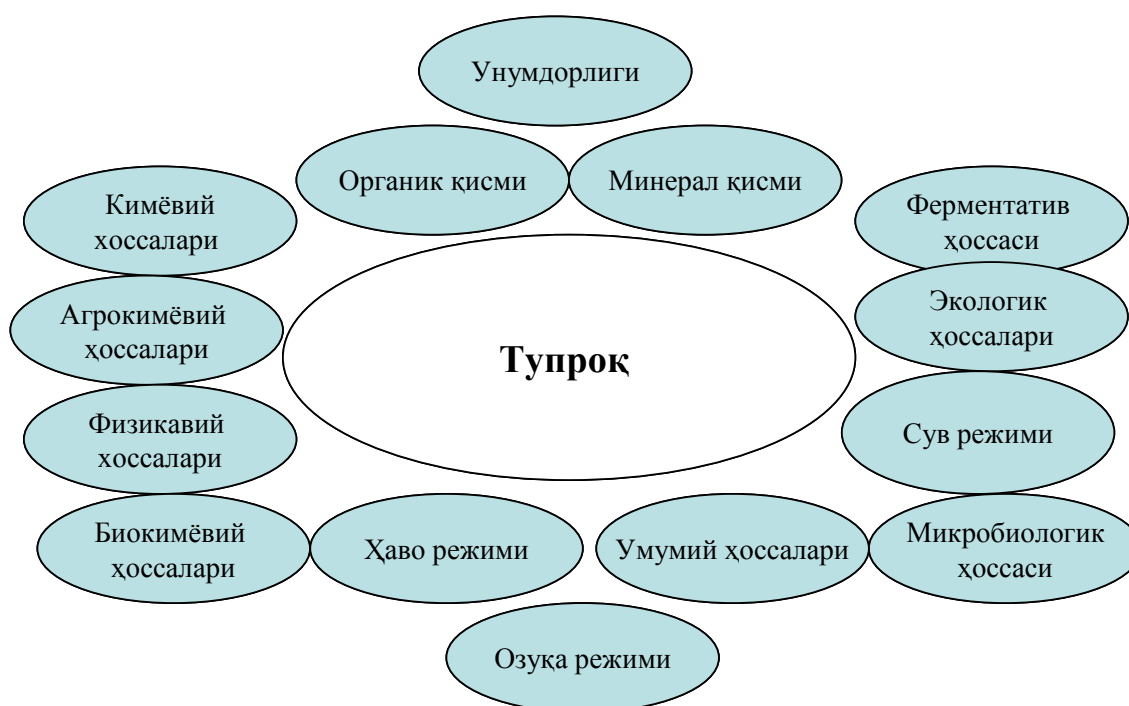 Унумдорлиги
Органик қисми
Минерал қисми
Кимёвий
хоссалари
Ферментатив
ҳоссаси
Агрокимёвий
ҳоссалари
Экологик
ҳоссалари
Тупроқ
Физикавий
хоссалари
Сув режими
Биокимёвий
ҳоссалари
Ҳаво режими
Умумий ҳоссалари
Микробиологик
ҳоссаси
Озуқа режими